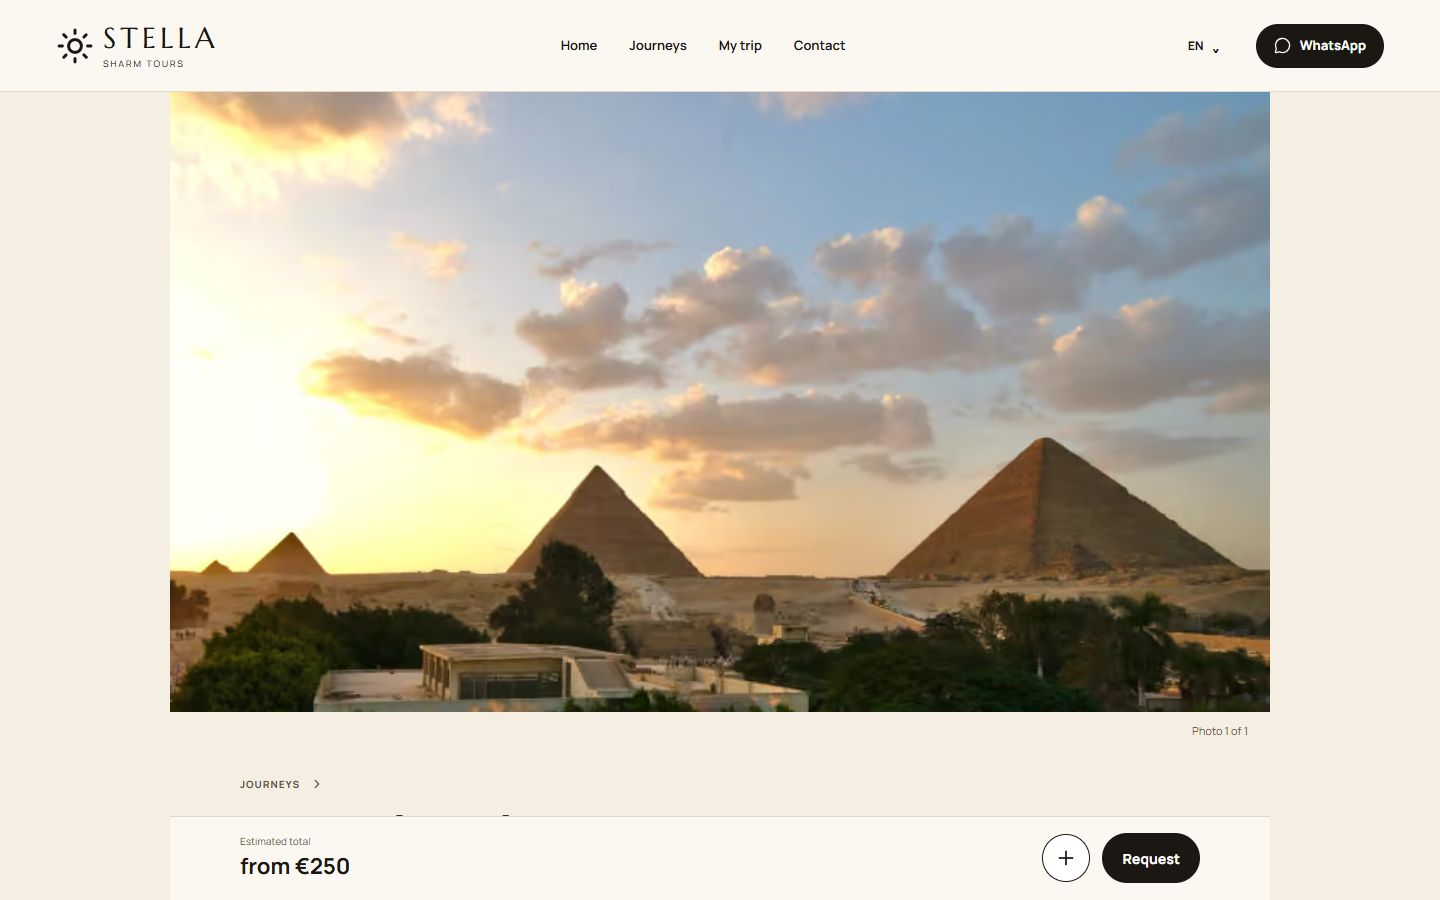 STELLA
SHARM TOURS
Home
Journeys
My trip
Contact
EN
WhatsApp
Photo 1 of 1
JOURNEYS
Estimated total
from €250
Request